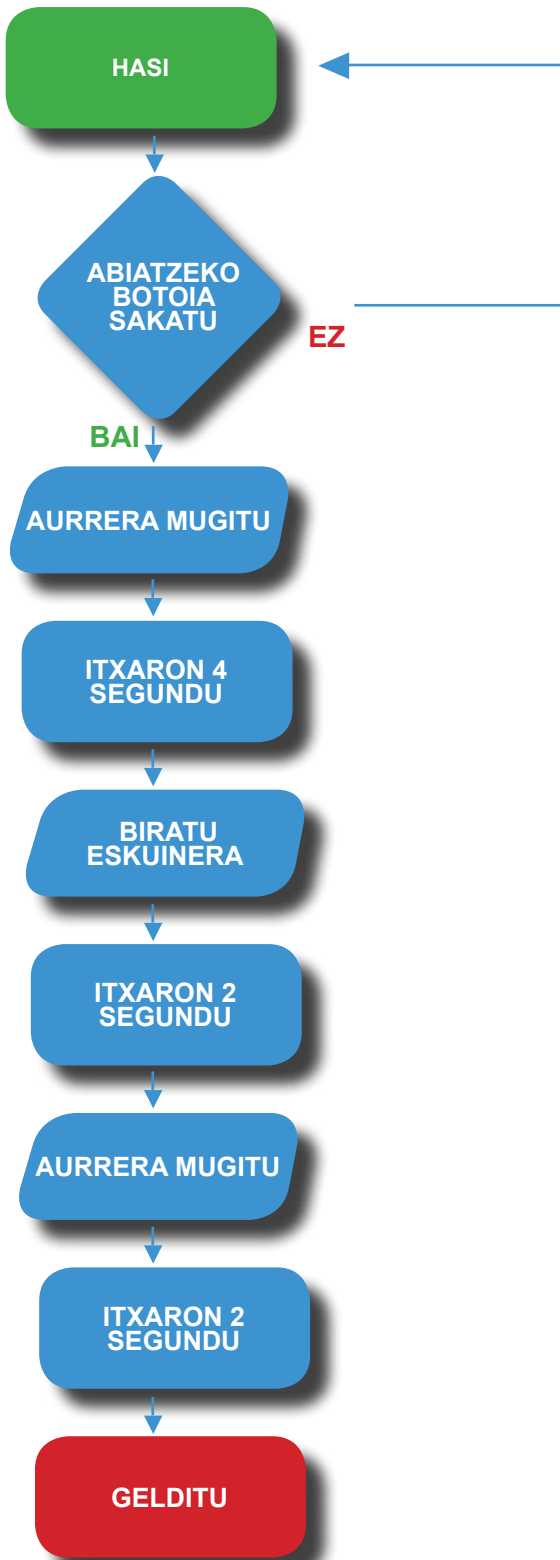 HASI
ABIATZEKO
BOTOIA
SAKATU
EZ
BAI
AURRERA MUGITU
ITXARON 4
SEGUNDU
BIRATU
ESKUINERA
ITXARON 2
SEGUNDU
AURRERA MUGITU
ITXARON 2
SEGUNDU
GELDITU